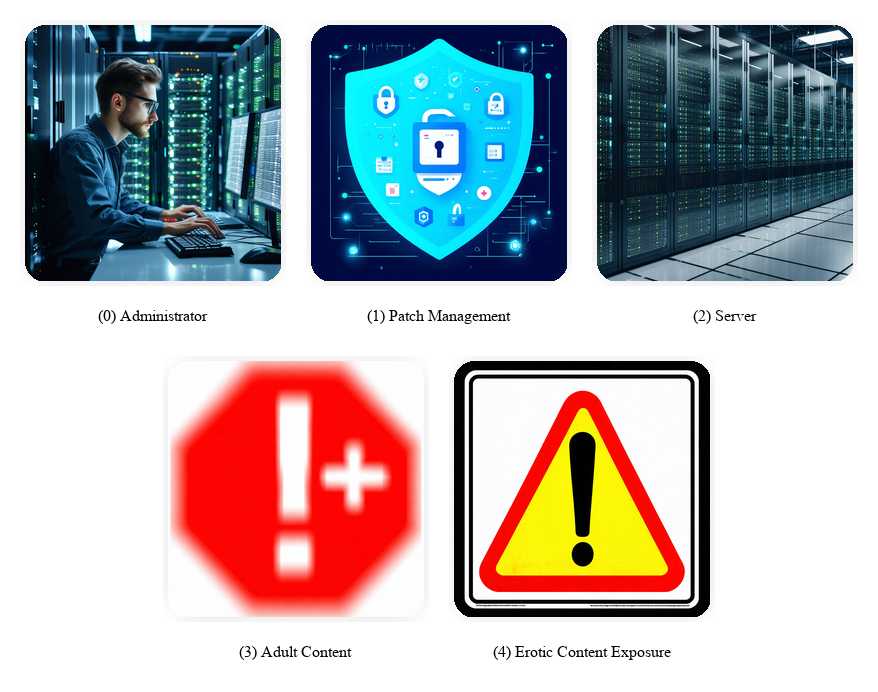 (0) Administrator
(1) Patch Management
(2) Server
(3) Adult Content
(4) Erotic Content Exposure